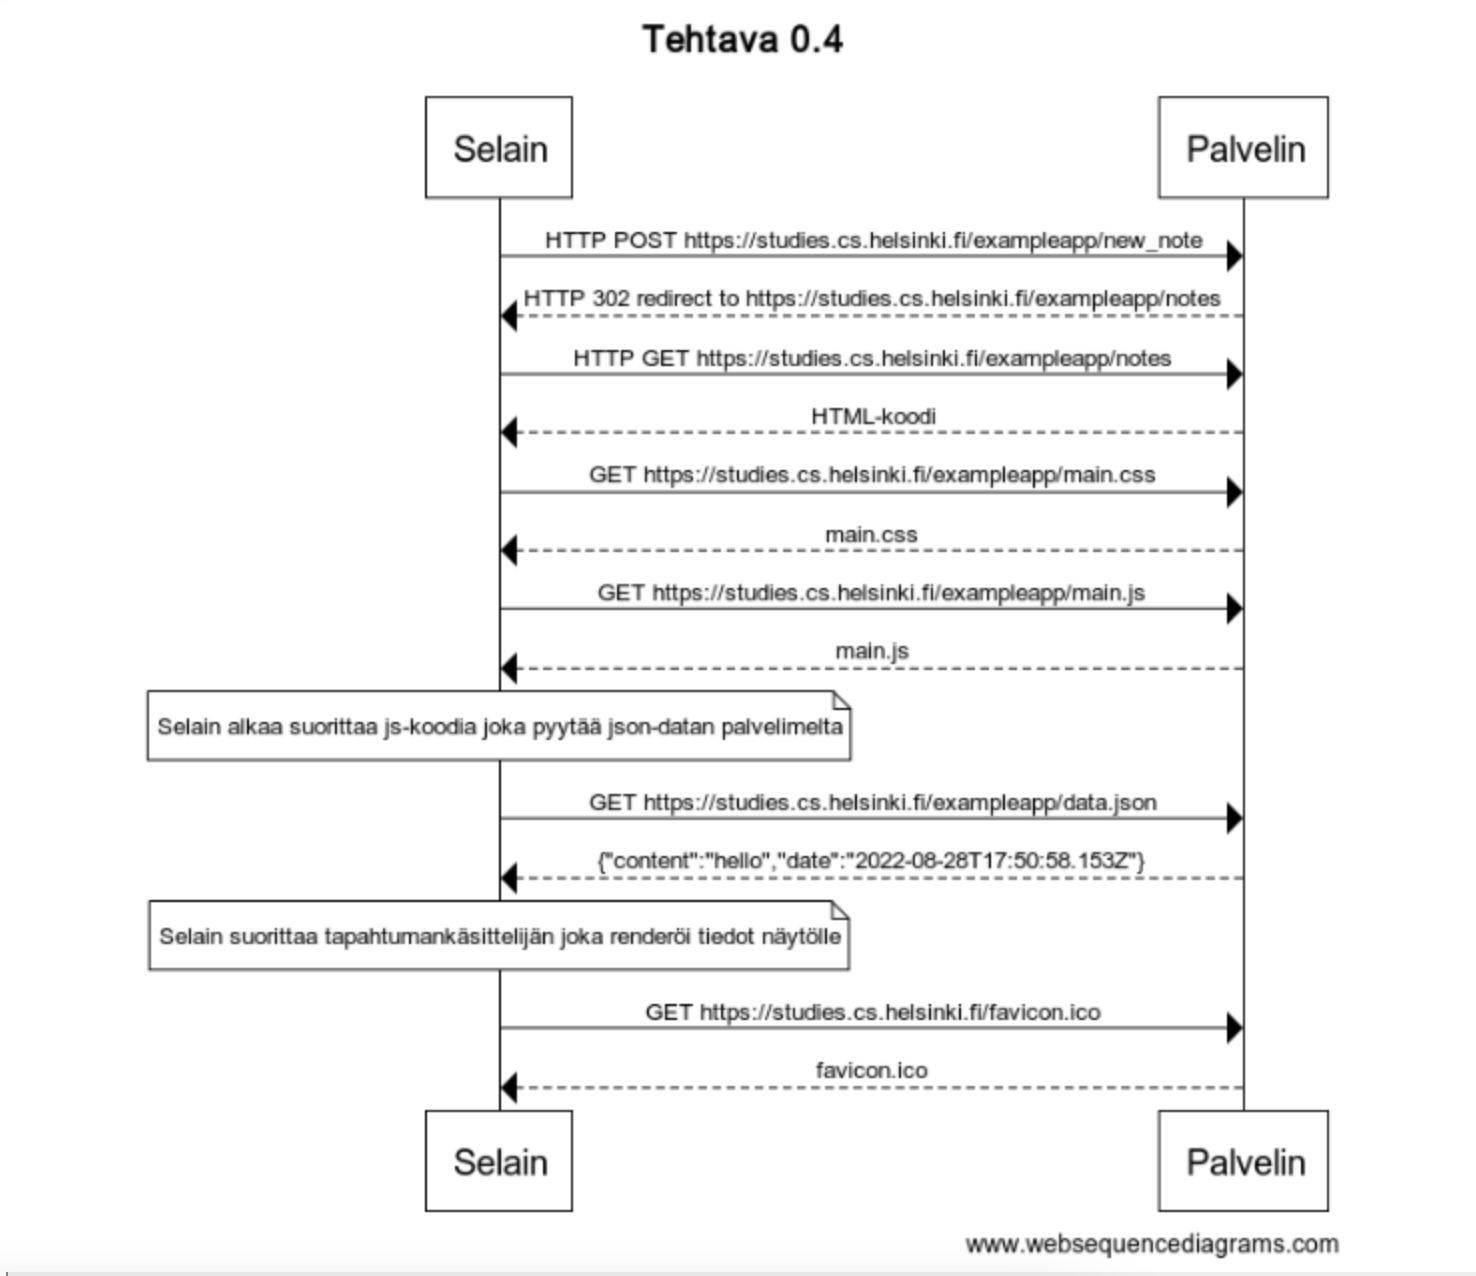 Tehtava 0.4
Selain
Palvelin
HTTP POST https://studies.cs.helsinki.fi/exampleapp/new_note
HTTP 302 redirect to https://studies.cs.helsinki.fi/exampleapp/notes
HTTP GET https://studies.cs.helsinki.fi/exampleapp/notes
HTML-koodi
GET https://studies.cs.helsinki.fi/exampleapp/main.css
main.css
GET https://studies.cs.helsinki.fi/exampleapp/main.js
main.js
Selain alkaa suorittaa js-koodia joka pyytää json-datan palvelimelta
GET https://studies.cs.helsinki.fi/exampleapp/data.json
{"content":"hello","date":"2022-08-28T17:50:58.153Z"}
Selain suorittaa tapahtumankäsittelijän joka renderöi tiedot näytölle
GET https://studies.cs.helsinki.fi/favicon.ico
favicon.ico
Selain
Palvelin
www.websequencediagrams.com